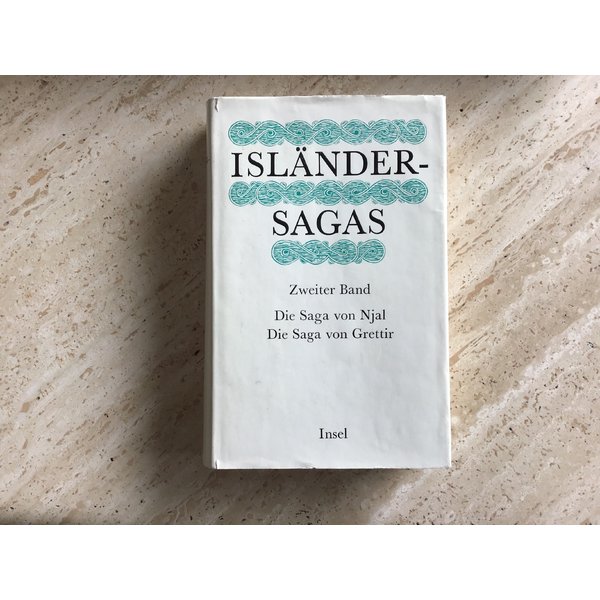 ISLÄNDER-
SAGAS
Zweiter Band
Die Saga von Njal
Die Saga von Grettir
Insel